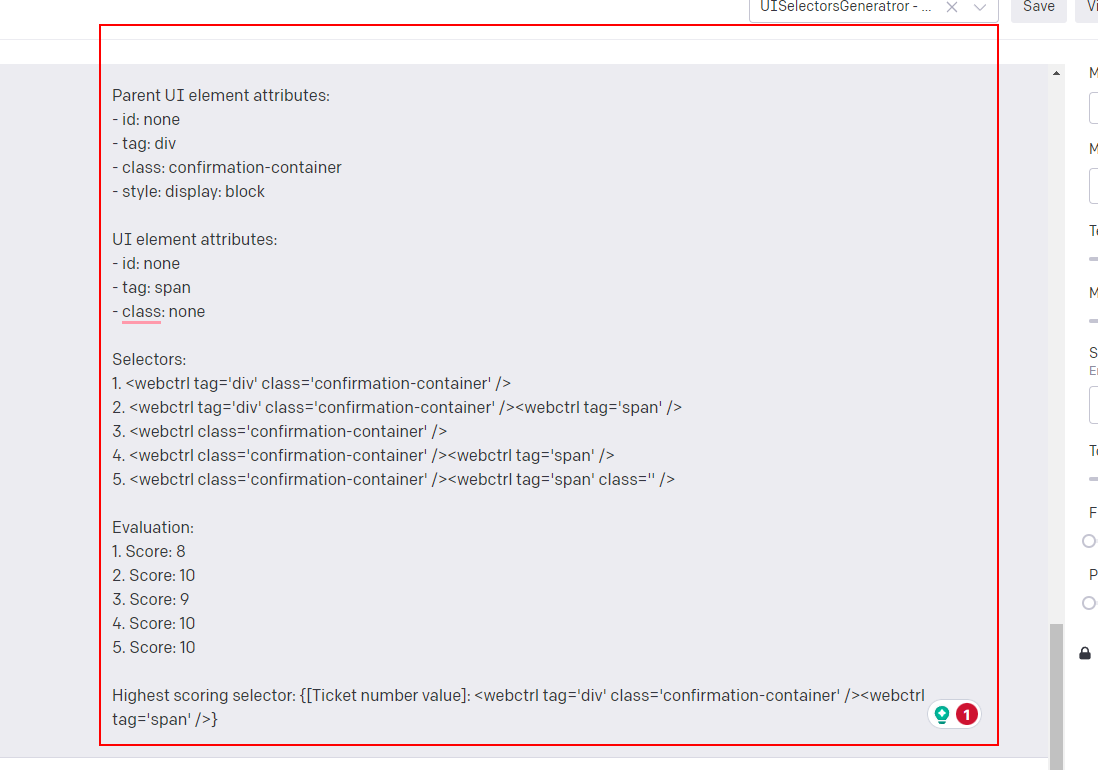 UISelectorsGeneratror - ...
Save
Parent UI element attributes:
- id: none
- tag: div
- class: confirmation-container
- style: display: block
UI element attributes:
- id: none
- tag: span
- class: none
Selectors:
1. <webctrl tag='div' class='confirmation-container' />
2. <webctrl tag='div' class='confirmation-container' /><webctrl tag='span' />
3. <webctrl class='confirmation-container' />
4. <webctrl class='confirmation-container' /><webctrl tag='span' />
5. <webctrl class='confirmation-container' /><webctrl tag='span' class='' />
Evaluation:
1. Score: 8
2. Score: 10
3. Score: 9
4. Score: 10
5. Score: 10
Highest scoring selector: {[Ticket number value]: <webctrl tag='div' class='confirmation-container' /><webctrl
tag='span' />}
1